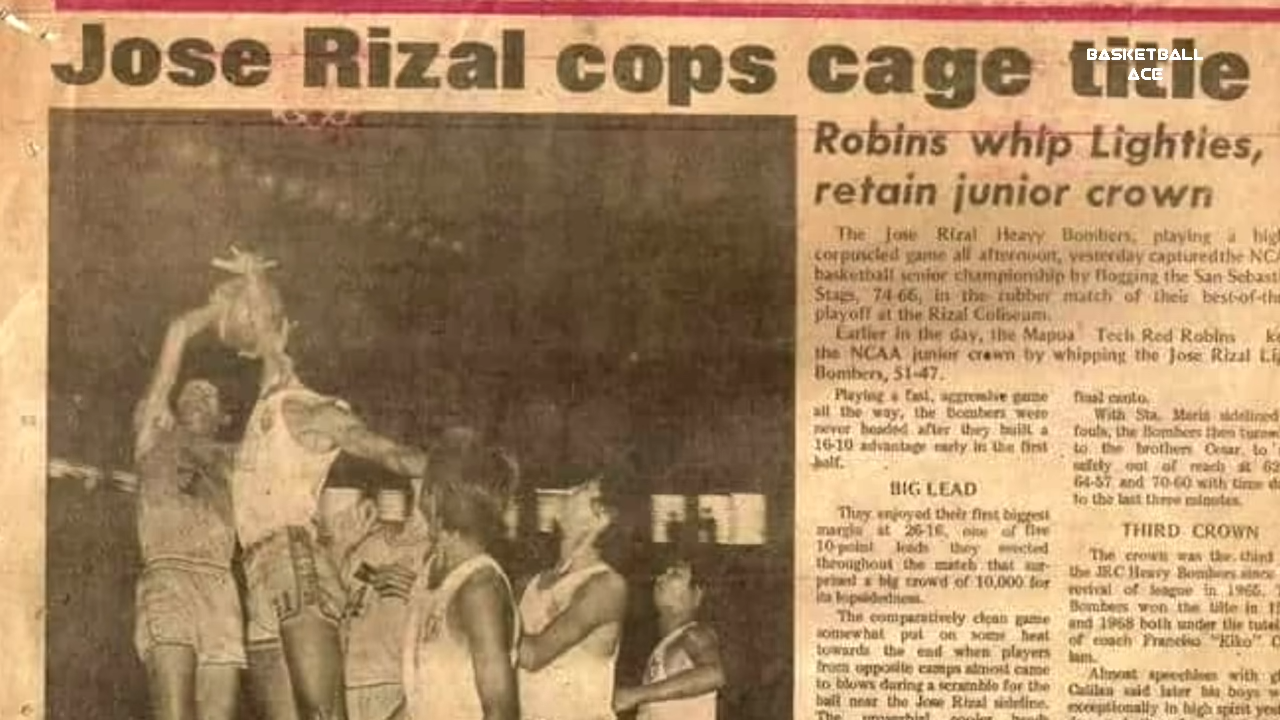 Jose Rizal cops cage title
BASKETBALL
ACE
Robins whip Lighties,
retain junior crown
The Jose Rizal Heavy Bombers, playing a
corpuscled game all afternoon, yesterday captured the
basketball senior championship by flogging the San
Stags, 74-66, in the rubber match of their
playoff at the Rizal Coliseum.
Earlier in the day, the Mapua Tech Red Robins
the NCAA junior crown by whipping the Jose Rizal
Bombers, 51-47.
Playing a fast, aggressive game
all the way, the Bombers were
never headed after they built a
16-10 advantage early in the first
half.
BIG LEAD
They enjoyed their first biggest
margin at 26-16, one of five
10-point leads they erected
throughout the match that sur-
prised a big crowd of 10,000 for
its lopsidedness.
The comparatively clean game
somewhat put on some heat
towards the end when players
from opposite camps almost came
to blows during a scramble for the
ball near the Jose Rizal sideline.
The proverbial cooler
final canto.
With Sta. Maria sidelined
fouls, the Bombers then
to the brothers Cesar, to
safely out of reach at
64-57 and 70-60 with time
to the last three minutes.
THIRD CROWN
The crown was the third
the JRC Heavy Bombers since
revival of league in 1965.
Bombers won the title in
and 1968 both under the
of coach Franciso "Kiko"
lam.
Almost speechless with
Calilan said later his boys
exceptionally in high spirit